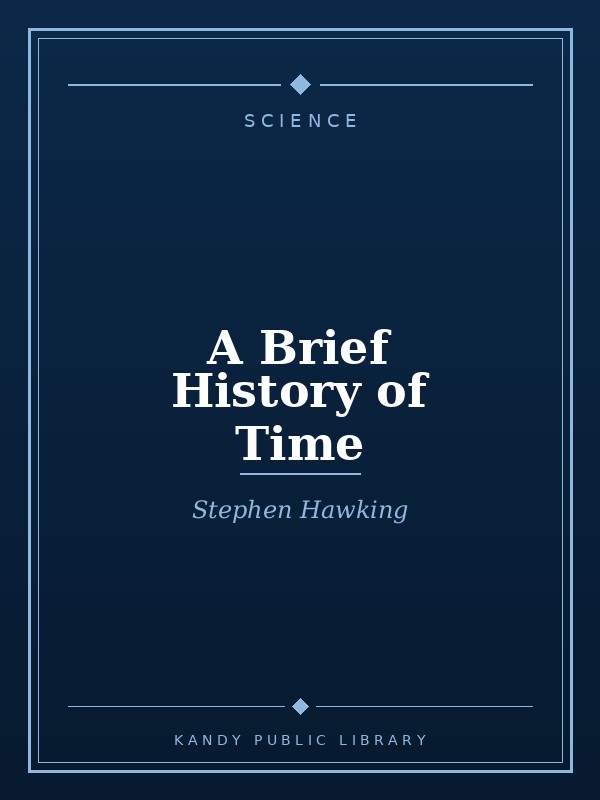 SCIENCE
A Brief
History of
Time
Stephen Hawking
KANDY PUBLIC LIBRARY